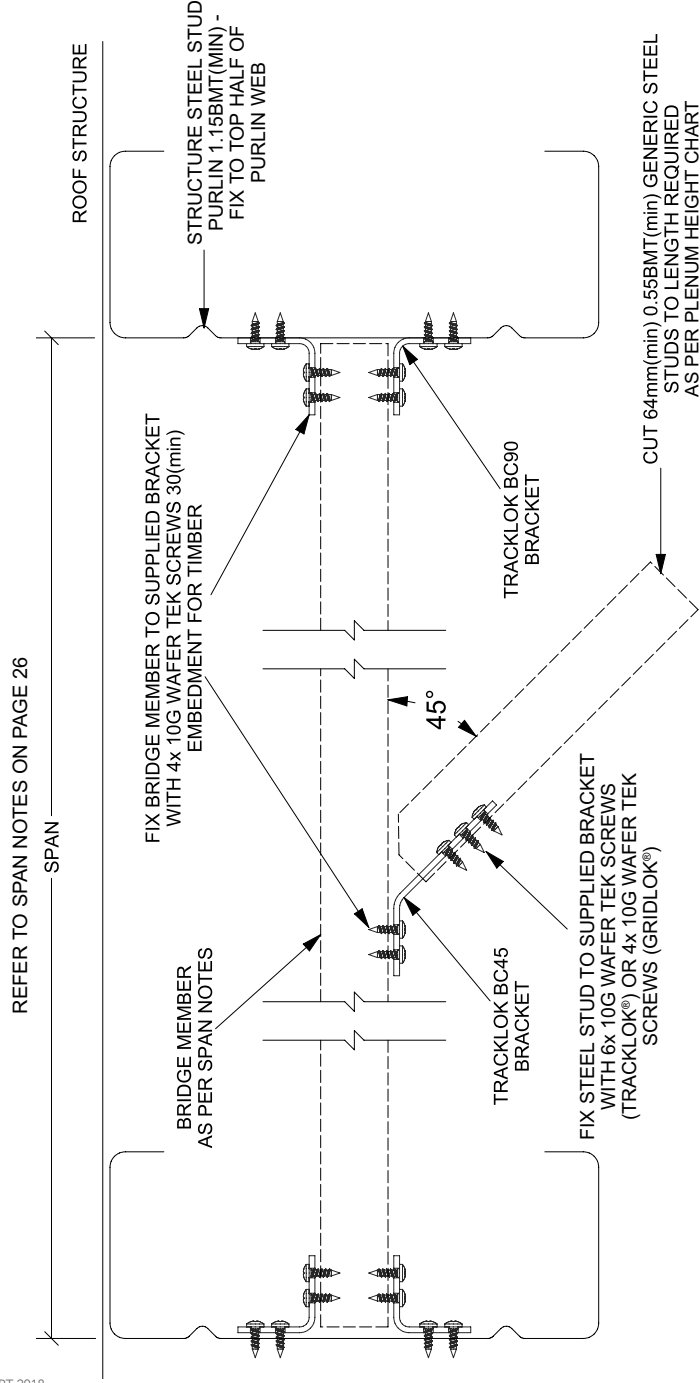 REFER TO SPAN NOTES ON PAGE 26
SPAN
ROOF STRUCTURE
STRUCTURE STEEL STUD
PURLIN 1.15BMT(MIN) -
FIX TO TOP HALF OF
PURLIN WEB
FIX BRIDGE MEMBER TO SUPPLIED BRACKET
WITH 4x 10G WAFER TEK SCREWS 30(min)
EMBEDMENT FOR TIMBER
BRIDGE MEMBER
AS PER SPAN NOTES
45°
TRACKLOK BC90
BRACKET
TRACKLOK BC45
BRACKET
FIX STEEL STUD TO SUPPLIED BRACKET
WITH 6x 10G WAFER TEK SCREWS
(TRACKLOK®) OR 4x 10G WAFER TEK
SCREWS (GRIDLOK®)
CUT 64mm(min) 0.55BMT(min) GENERIC STEEL
STUDS TO LENGTH REQUIRED
AS PER PLENUM HEIGHT CHART